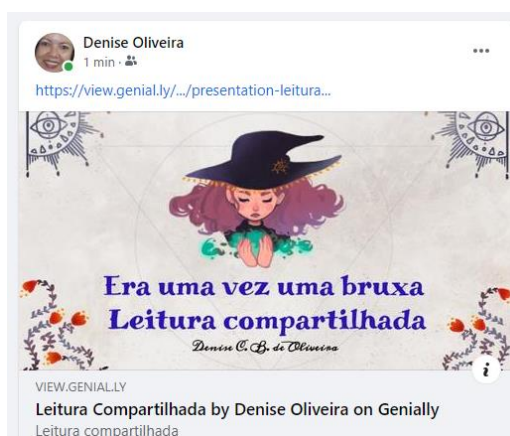 Denise Oliveira
1 min ·
https://view.genial.ly/.../presentation-leitura...
Era uma vez uma bruxa
Leitura compartilhada
Denise C. B. de Oliveira
i
VIEW.GENIAL.LY
Leitura Compartilhada by Denise Oliveira on Genially
Leitura compartilhada